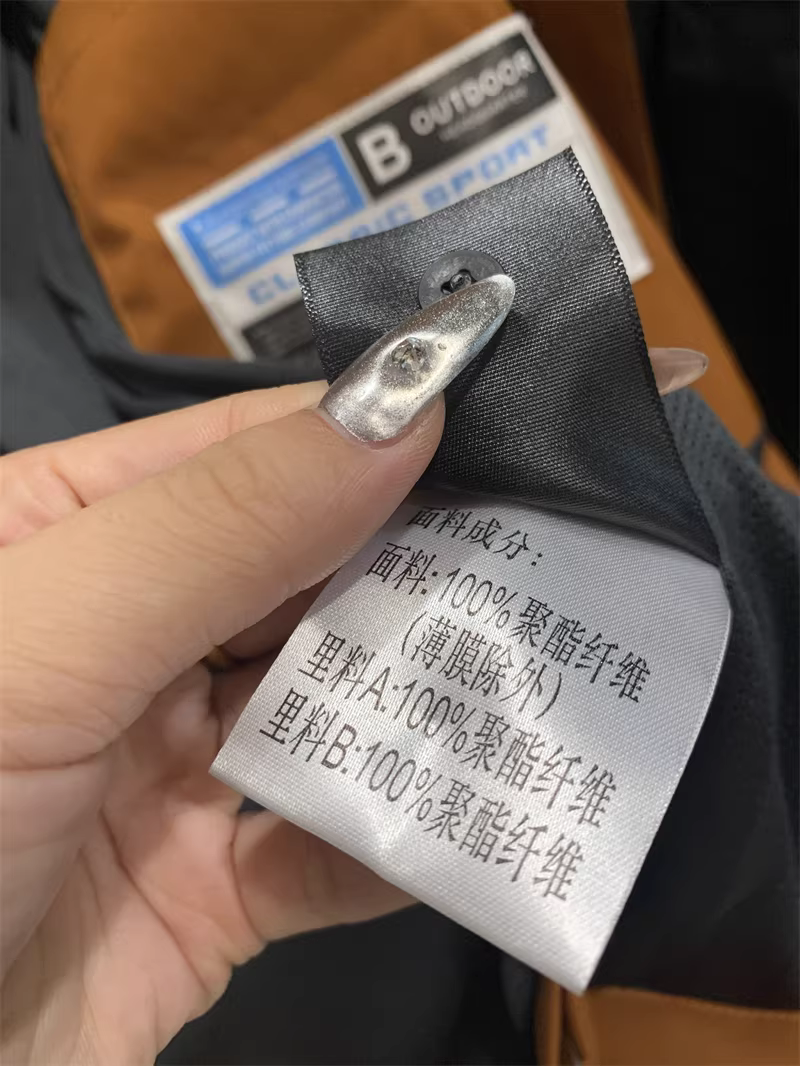 B OUTDOOR
SPORT
面料成分:
面料:100%聚酯纤维
(薄膜除外)
里料A:100%聚酯纤维
里料B:100%聚酯纤维